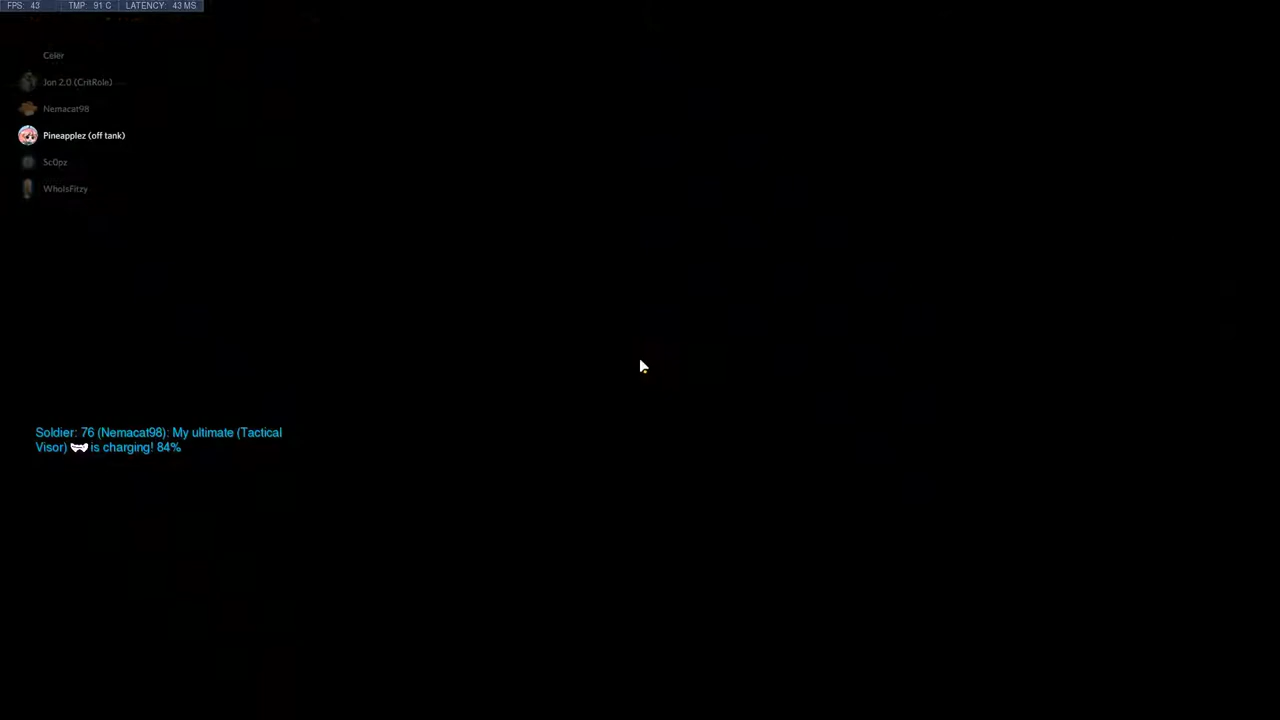 FPS: 43 TMP: 91 C LATENCY: 43 MS
Celer
Jon 2.0 (CritRole)
Nemacat98
Pineapplez (off tank)
Sc0pz
WhoIsFitzy
Soldier: 76 (Nemacat98): My ultimate (Tactical
Visor) is charging! 84%